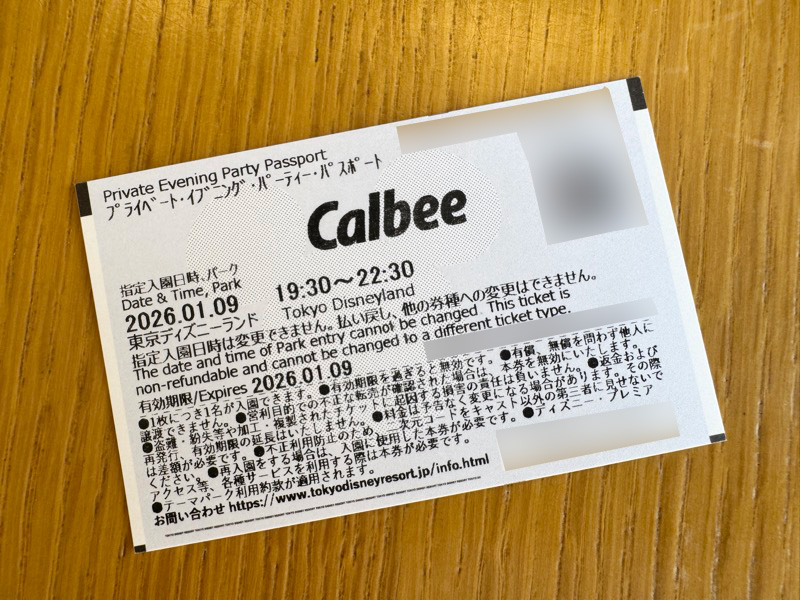 Private Evening Party Passport
プライベート・イブニング・パーティー・パスポート
Calbee
指定入園日時、パーク
Date & Time, Park
2026.01.09 19:30～22:30
東京ディズニーランド Tokyo Disneyland
指定入園日時は変更できません。払い戻し、他の券種への変更はできません。
The date and time of Park entry cannot be changed. This ticket is
non-refundable and cannot be changed to a different ticket type.
有効期限/Expires 2026.01.09
●1枚につき1名が入園できます。●有効期限を過ぎると無効です。●有償、無償を問わず他人に
譲渡できません。●営利目的での不正な転売が確認された場合は、本券を無効にいたします。
●盗難・紛失等や加工・複製されたチケットに起因する損害の責任は負いません。●返金および
再発行、有効期限の延長はいたしません。●料金は予告なく変更になる場合があります。その際
は差額が必要です。●不正利用防止のため、二次元コードをキャスト以外の第三者に見せないで
ください。●再入園をする場合は、入園に使用した本券が必要です。●ディズニー・プレミア
アクセス等、各種サービスを利用する際は本券が必要です。
●テーマパーク利用約款が適用されます。
お問い合わせ https://www.tokyodisneyresort.jp/info.html